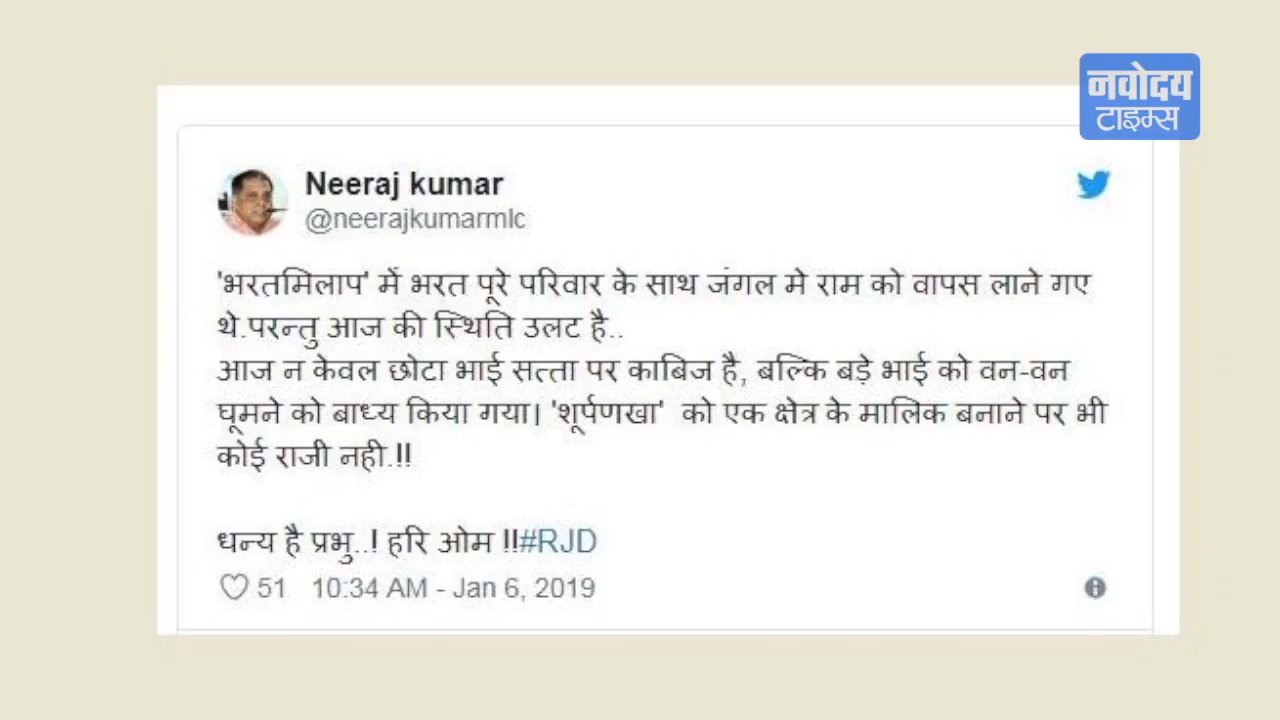 नवोदय
टाइम्स
Neeraj kumar
@neerajkumarmlc
'भरतमिलाप' में भरत पूरे परिवार के साथ जंगल मे राम को वापस लाने गए
थे.परन्तु आज की स्थिति उलट है..
आज न केवल छोटा भाई सत्ता पर काबिज है, बल्कि बड़े भाई को वन-वन
घूमने को बाध्य किया गया। 'शूर्पणखा' को एक क्षेत्र के मालिक बनाने पर भी
कोई राजी नही.!!
धन्य है प्रभु..! हरि ओम !!#RJD
51 10:34 AM - Jan 6, 2019